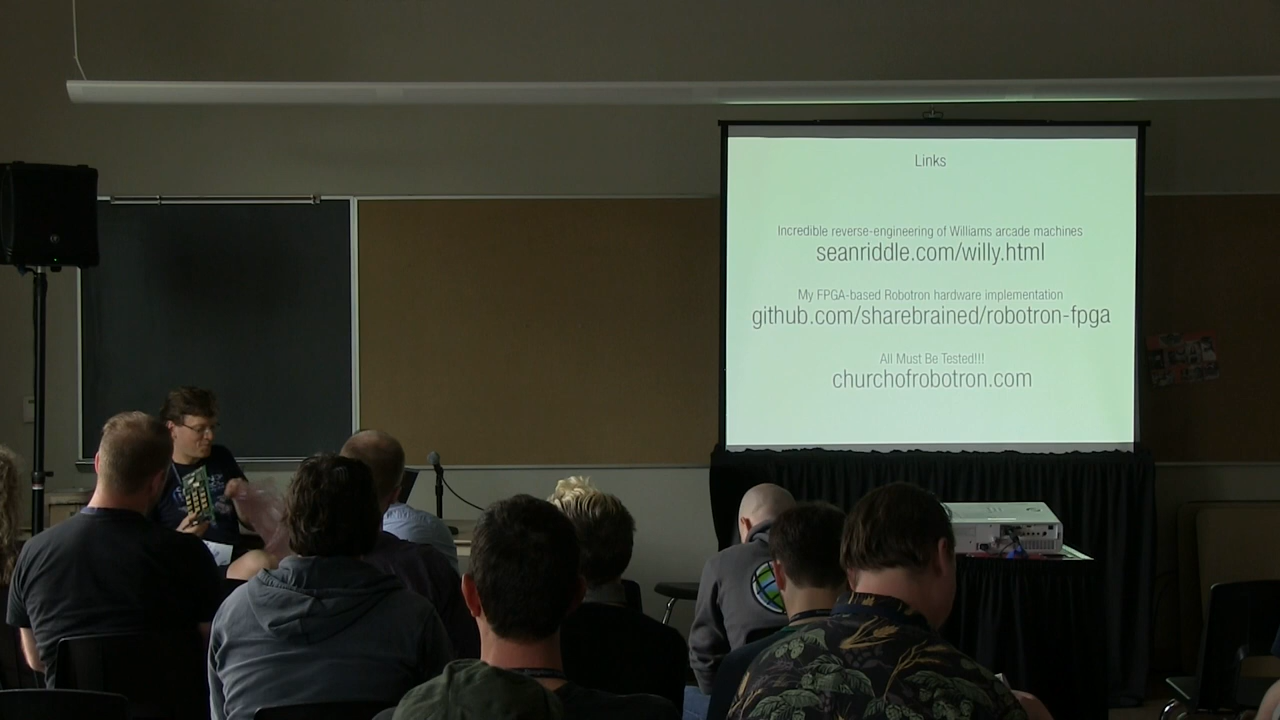 Links
Incredible reverse-engineering of Williams arcade machines
seanriddle.com/willy.html
My FPGA-based Robotron hardware implementation
github.com/sharebrained/robotron-fpga
All Must Be Tested!!!
churchofrobotron.com